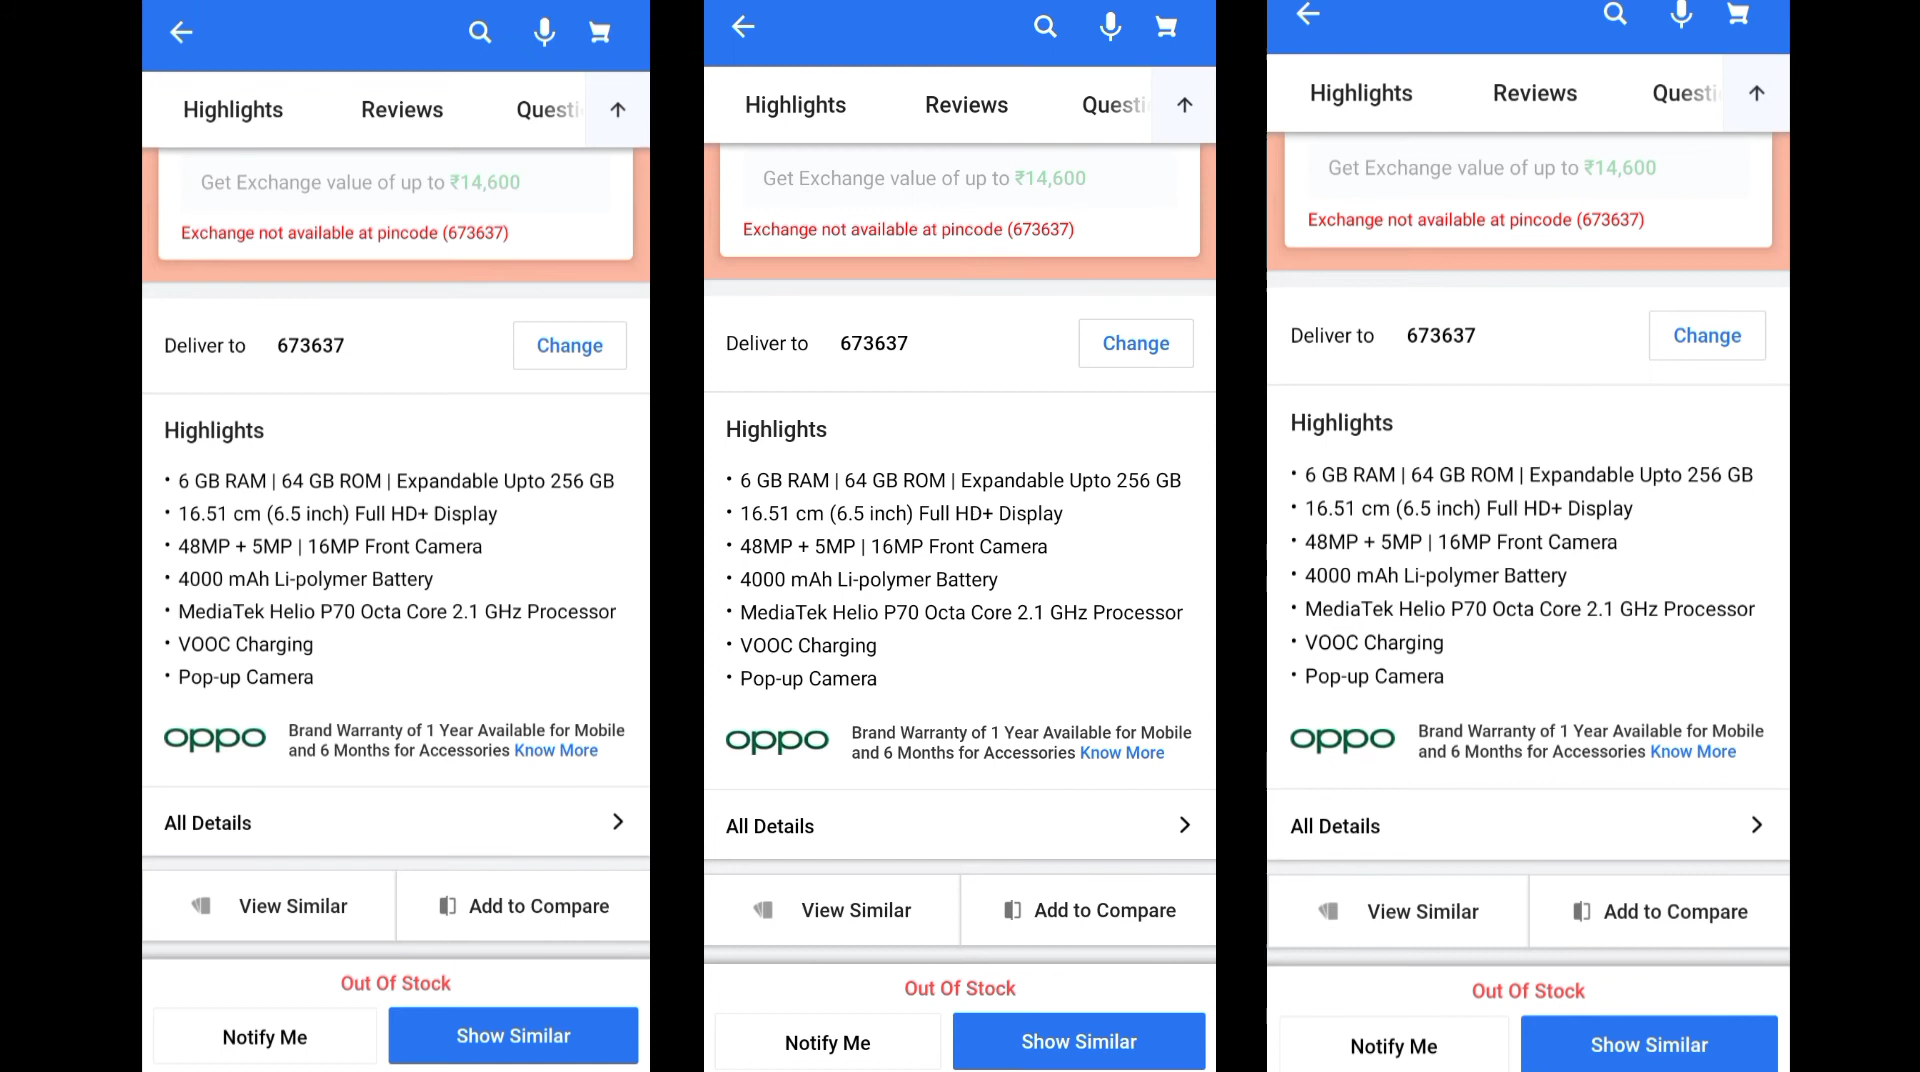 Highlights Reviews Questi
Get Exchange value of up to ₹14,600
Exchange not available at pincode (673637)
Deliver to 673637 Change
Highlights
• 6 GB RAM | 64 GB ROM | Expandable Upto 256 GB
• 16.51 cm (6.5 inch) Full HD+ Display
• 48MP + 5MP | 16MP Front Camera
• 4000 mAh Li-polymer Battery
• MediaTek Helio P70 Octa Core 2.1 GHz Processor
• VOOC Charging
• Pop-up Camera
oppo Brand Warranty of 1 Year Available for Mobile
and 6 Months for Accessories Know More
All Details
View Similar Add to Compare
Out Of Stock
Notify Me Show Similar
Highlights Reviews Questi
Get Exchange value of up to ₹14,600
Exchange not available at pincode (673637)
Deliver to 673637 Change
Highlights
• 6 GB RAM | 64 GB ROM | Expandable Upto 256 GB
• 16.51 cm (6.5 inch) Full HD+ Display
• 48MP + 5MP | 16MP Front Camera
• 4000 mAh Li-polymer Battery
• MediaTek Helio P70 Octa Core 2.1 GHz Processor
• VOOC Charging
• Pop-up Camera
oppo Brand Warranty of 1 Year Available for Mobile
and 6 Months for Accessories Know More
All Details
View Similar Add to Compare
Out Of Stock
Notify Me Show Similar
Highlights Reviews Questi
Get Exchange value of up to ₹14,600
Exchange not available at pincode (673637)
Deliver to 673637 Change
Highlights
• 6 GB RAM | 64 GB ROM | Expandable Upto 256 GB
• 16.51 cm (6.5 inch) Full HD+ Display
• 48MP + 5MP | 16MP Front Camera
• 4000 mAh Li-polymer Battery
• MediaTek Helio P70 Octa Core 2.1 GHz Processor
• VOOC Charging
• Pop-up Camera
oppo Brand Warranty of 1 Year Available for Mobile
and 6 Months for Accessories Know More
All Details
View Similar Add to Compare
Out Of Stock
Notify Me Show Similar